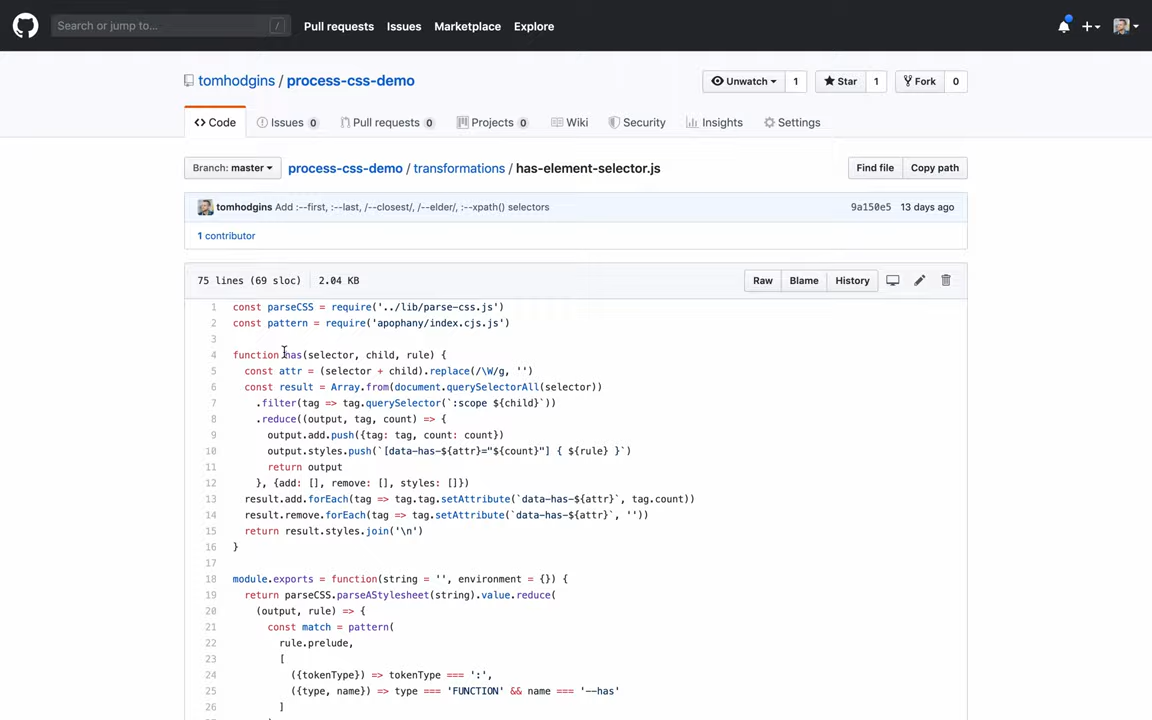 Search or jump to... / Pull requests Issues Marketplace Explore
tomhodgins / process-css-demo Unwatch 1 Star 1 Fork 0
Code Issues 0 Pull requests 0 Projects 0 Wiki Security Insights Settings
Branch: master process-css-demo / transformations / has-element-selector.js Find file Copy path
tomhodgins Add :--first, :--last, /--closest/, /--elder/, :--xpath() selectors 9a150e5 13 days ago
1 contributor
75 lines (69 sloc) 2.04 KB Raw Blame History
1 const parseCSS = require('../lib/parse-css.js')
2 const pattern = require('apophany/index.cjs.js')
3
4 function has(selector, child, rule) {
5 const attr = (selector + child).replace(/\W/g, '')
6 const result = Array.from(document.querySelectorAll(selector))
7 .filter(tag => tag.querySelector(`:scope ${child}`))
8 .reduce((output, tag, count) => {
9 output.add.push({tag: tag, count: count})
10 output.styles.push(`[data-has-${attr}="${count}"] { ${rule} }`)
11 return output
12 }, {add: [], remove: [], styles: []})
13 result.add.forEach(tag => tag.tag.setAttribute(`data-has-${attr}`, tag.count))
14 result.remove.forEach(tag => tag.setAttribute(`data-has-${attr}`, ''))
15 return result.styles.join('\n')
16 }
17
18 module.exports = function(string = '', environment = {}) {
19 return parseCSS.parseAStylesheet(string).value.reduce(
20 (output, rule) => {
21 const match = pattern(
22 rule.prelude,
23 [
24 ({tokenType}) => tokenType === ':',
25 ({type, name}) => type === 'FUNCTION' && name === '--has'
26 ]